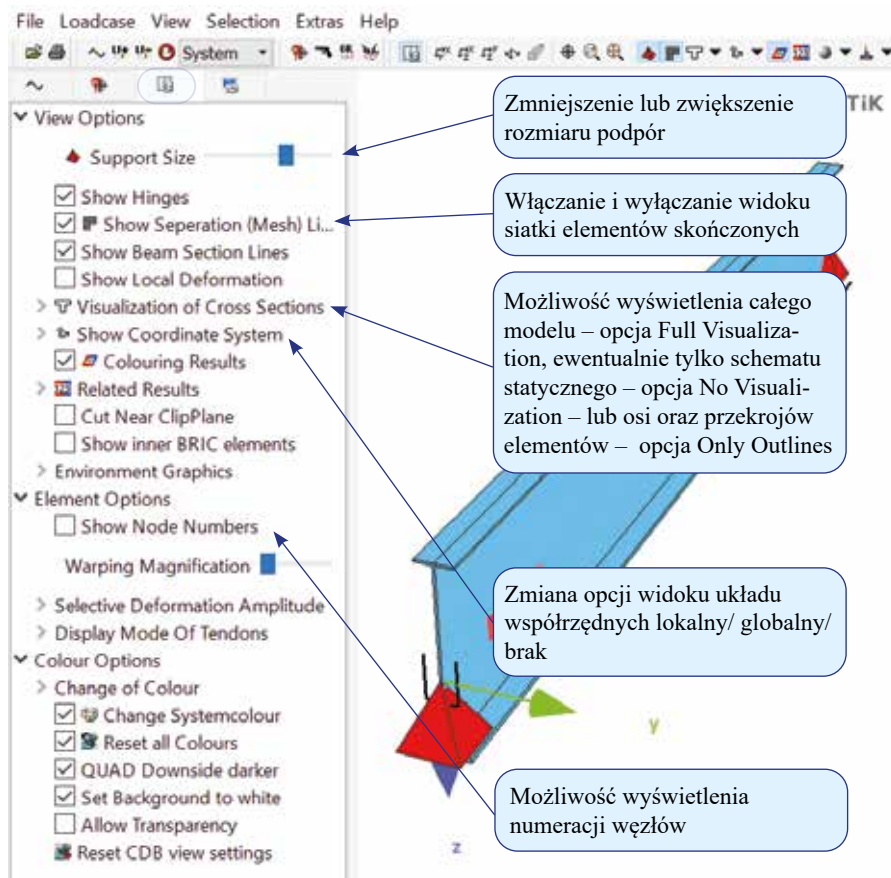 File Loadcase View Selection Extras Help
System
View Options
Support Size
Show Hinges
Show Seperation (Mesh) Li...
Show Beam Section Lines
Show Local Deformation
Visualization of Cross Sections
Show Coordinate System
Colouring Results
Related Results
Cut Near ClipPlane
Show inner BRIC elements
Environment Graphics
Element Options
Show Node Numbers
Warping Magnification
Selective Deformation Amplitude
Display Mode Of Tendons
Colour Options
Change of Colour
Change Systemcolour
Reset all Colours
QUAD Downside darker
Set Background to white
Allow Transparency
Reset CDB view settings
TiK
Zmniejszenie lub zwiększenie
rozmiaru podpór
Włączanie i wyłączanie widoku
siatki elementów skończonych
Możliwość wyświetlenia całego
modelu – opcja Full Visualiza-
tion, ewentualnie tylko schematu
statycznego – opcja No Visuali-
zation – lub osi oraz przekrojów
elementów – opcja Only Outlines
Zmiana opcji widoku układu
współrzędnych lokalny/ globalny/
brak
y
Możliwość wyświetlenia
numeracji węzłów
z